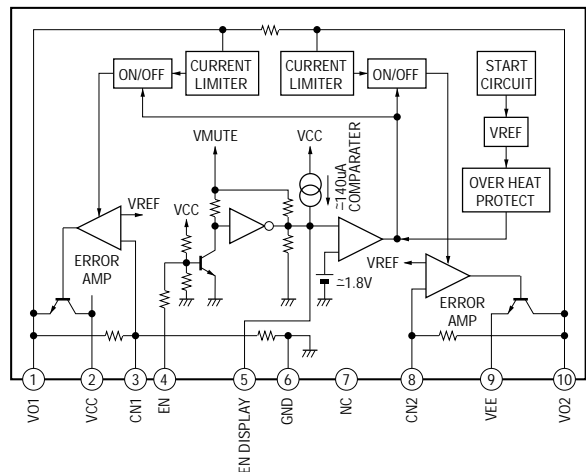 CURRENT
LIMITER
ON/OFF
CURRENT
LIMITER
ON/OFF
START
CIRCUIT
VREF
OVER HEAT
PROTECT
VMUTE
VCC
≃140uA
COMPARATER
VREF
VCC
ERROR
AMP
≃1.8V
VREF
ERROR
AMP
1
2
3
4
5
6
7
8
9
10
VO1
VCC
CN1
EN
EN DISPLAY
GND
NC
CN2
VEE
VO2